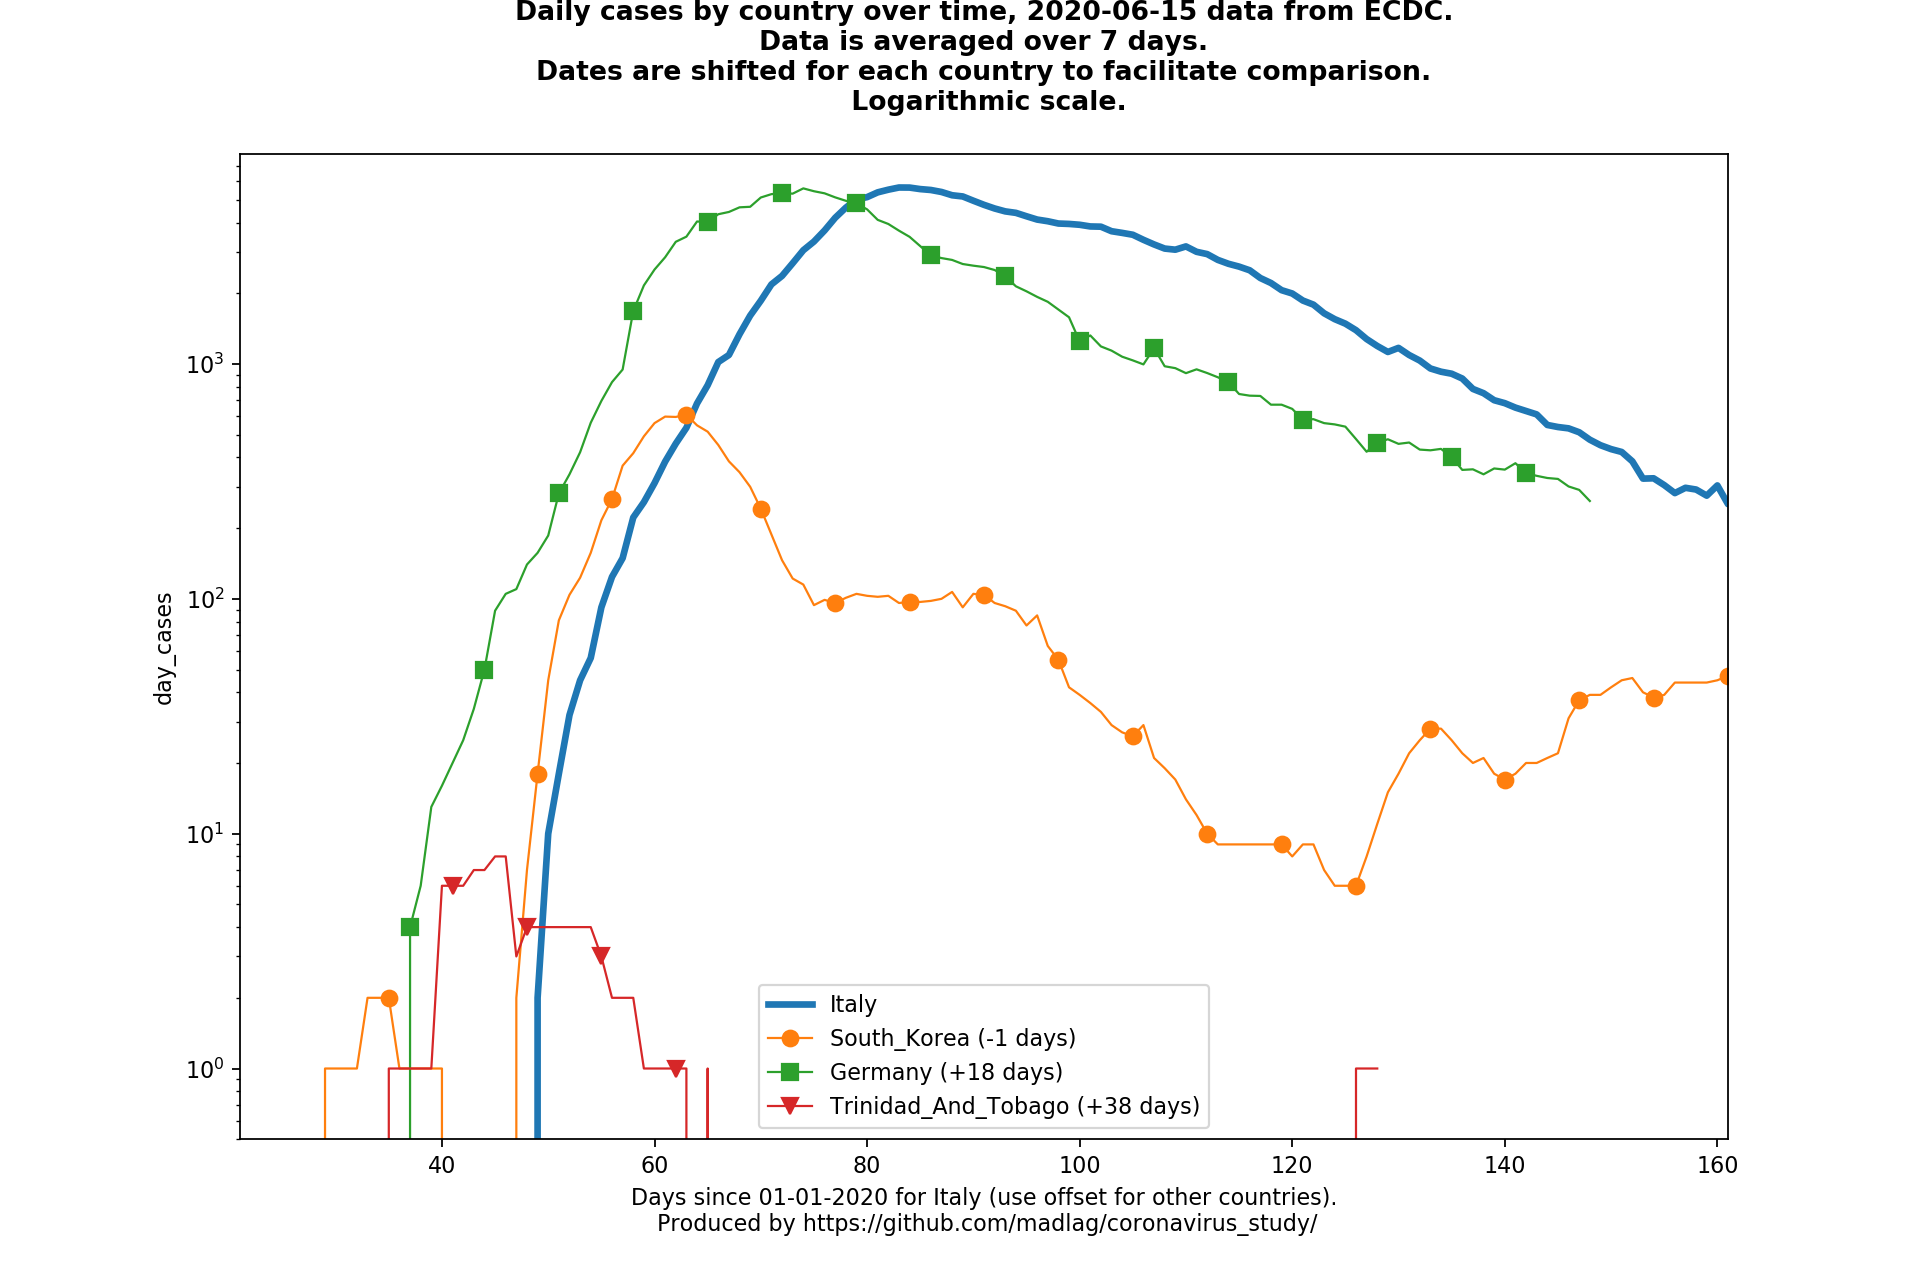 Daily cases by country over time, 2020-06-15 data from ECDC.
Data is averaged over 7 days.
Dates are shifted for each country to facilitate comparison.
Logarithmic scale.
day_cases
10³
10²
10¹
10⁰
Italy
South_Korea (-1 days)
Germany (+18 days)
Trinidad_And_Tobago (+38 days)
40 60 80 100 120 140 160
Days since 01-01-2020 for Italy (use offset for other countries).
Produced by https://github.com/madlag/coronavirus_study/